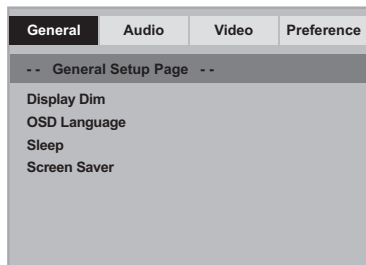 General Audio Video Preference
- - General Setup Page - -
Display Dim
OSD Language
Sleep
Screen Saver